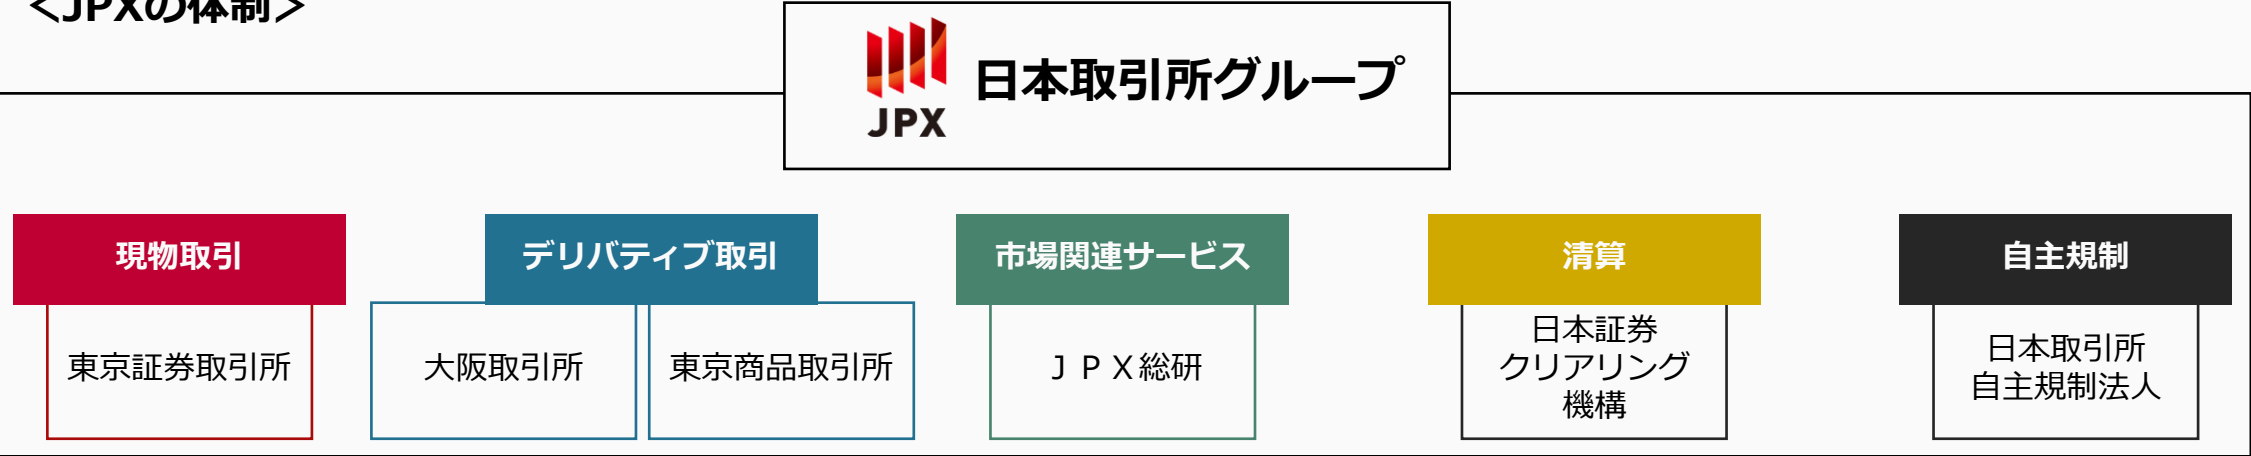 ＜JPXの体制＞
JPX
日本取引所グループ
現物取引
デリバティブ取引
市場関連サービス
清算
自主規制
東京証券取引所
大阪取引所
東京商品取引所
ＪＰＸ総研
日本証券
クリアリング
機構
日本取引所
自主規制法人